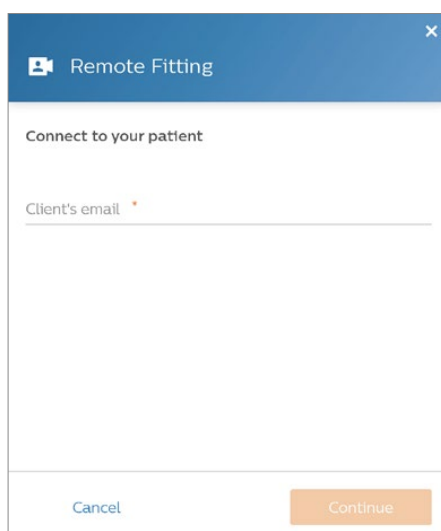 Remote Fitting
Connect to your patient
Client's email *
Cancel
Continue